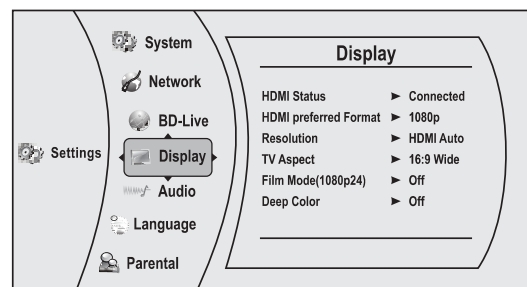 Settings
System
Network
BD-Live
Display
Audio
Language
Parental
Display
HDMI Status ► Connected
HDMI preferred Format ► 1080p
Resolution ► HDMI Auto
TV Aspect ► 16:9 Wide
Film Mode(1080p24) ► Off
Deep Color ► Off